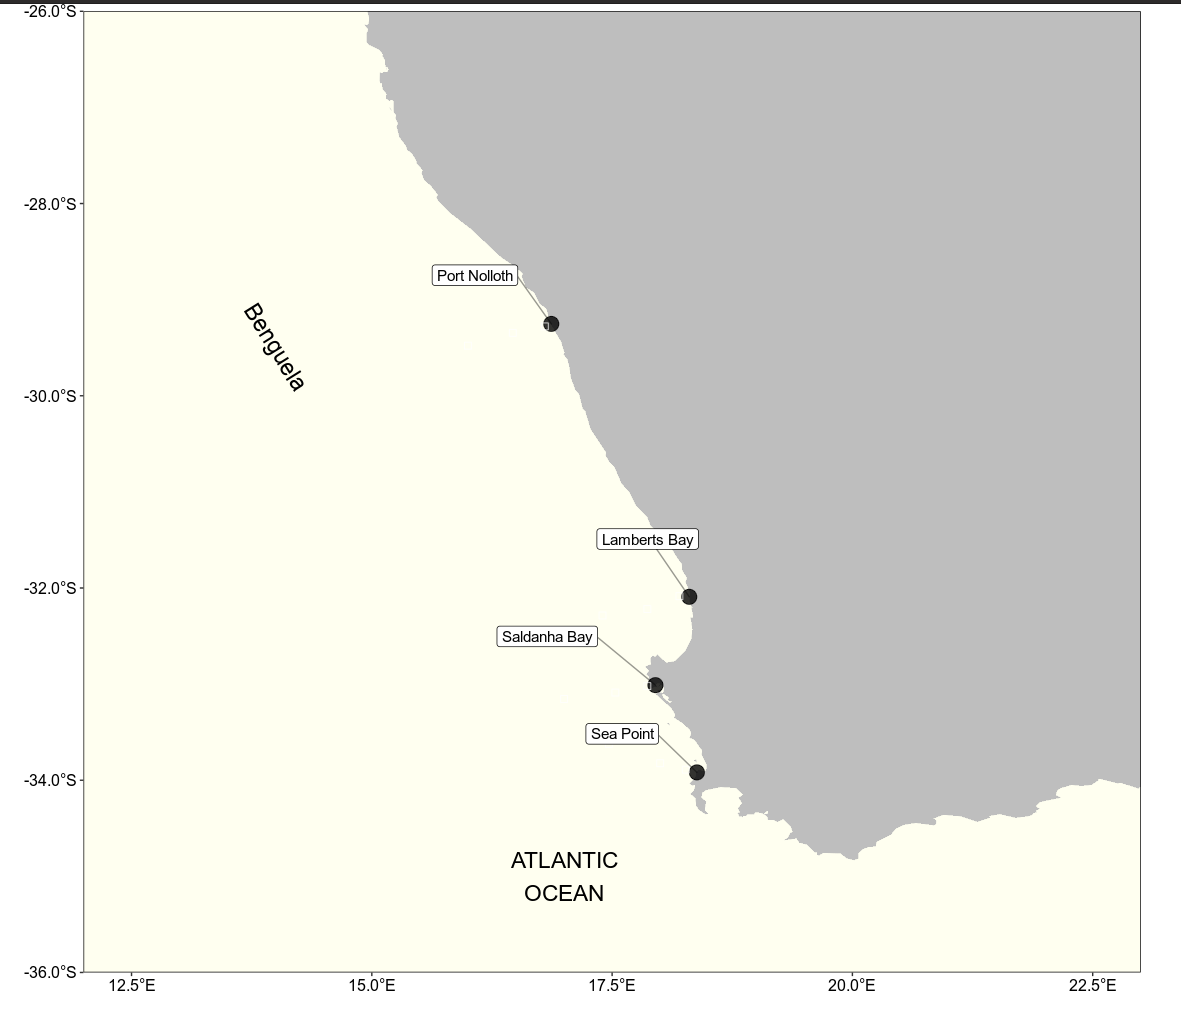 -26.0°S
-28.0°S
Port Nolloth
Benguela
-30.0°S
Lamberts Bay
-32.0°S
Saldanha Bay
Sea Point
-34.0°S
ATLANTIC
OCEAN
-36.0°S
12.5°E 15.0°E 17.5°E 20.0°E 22.5°E